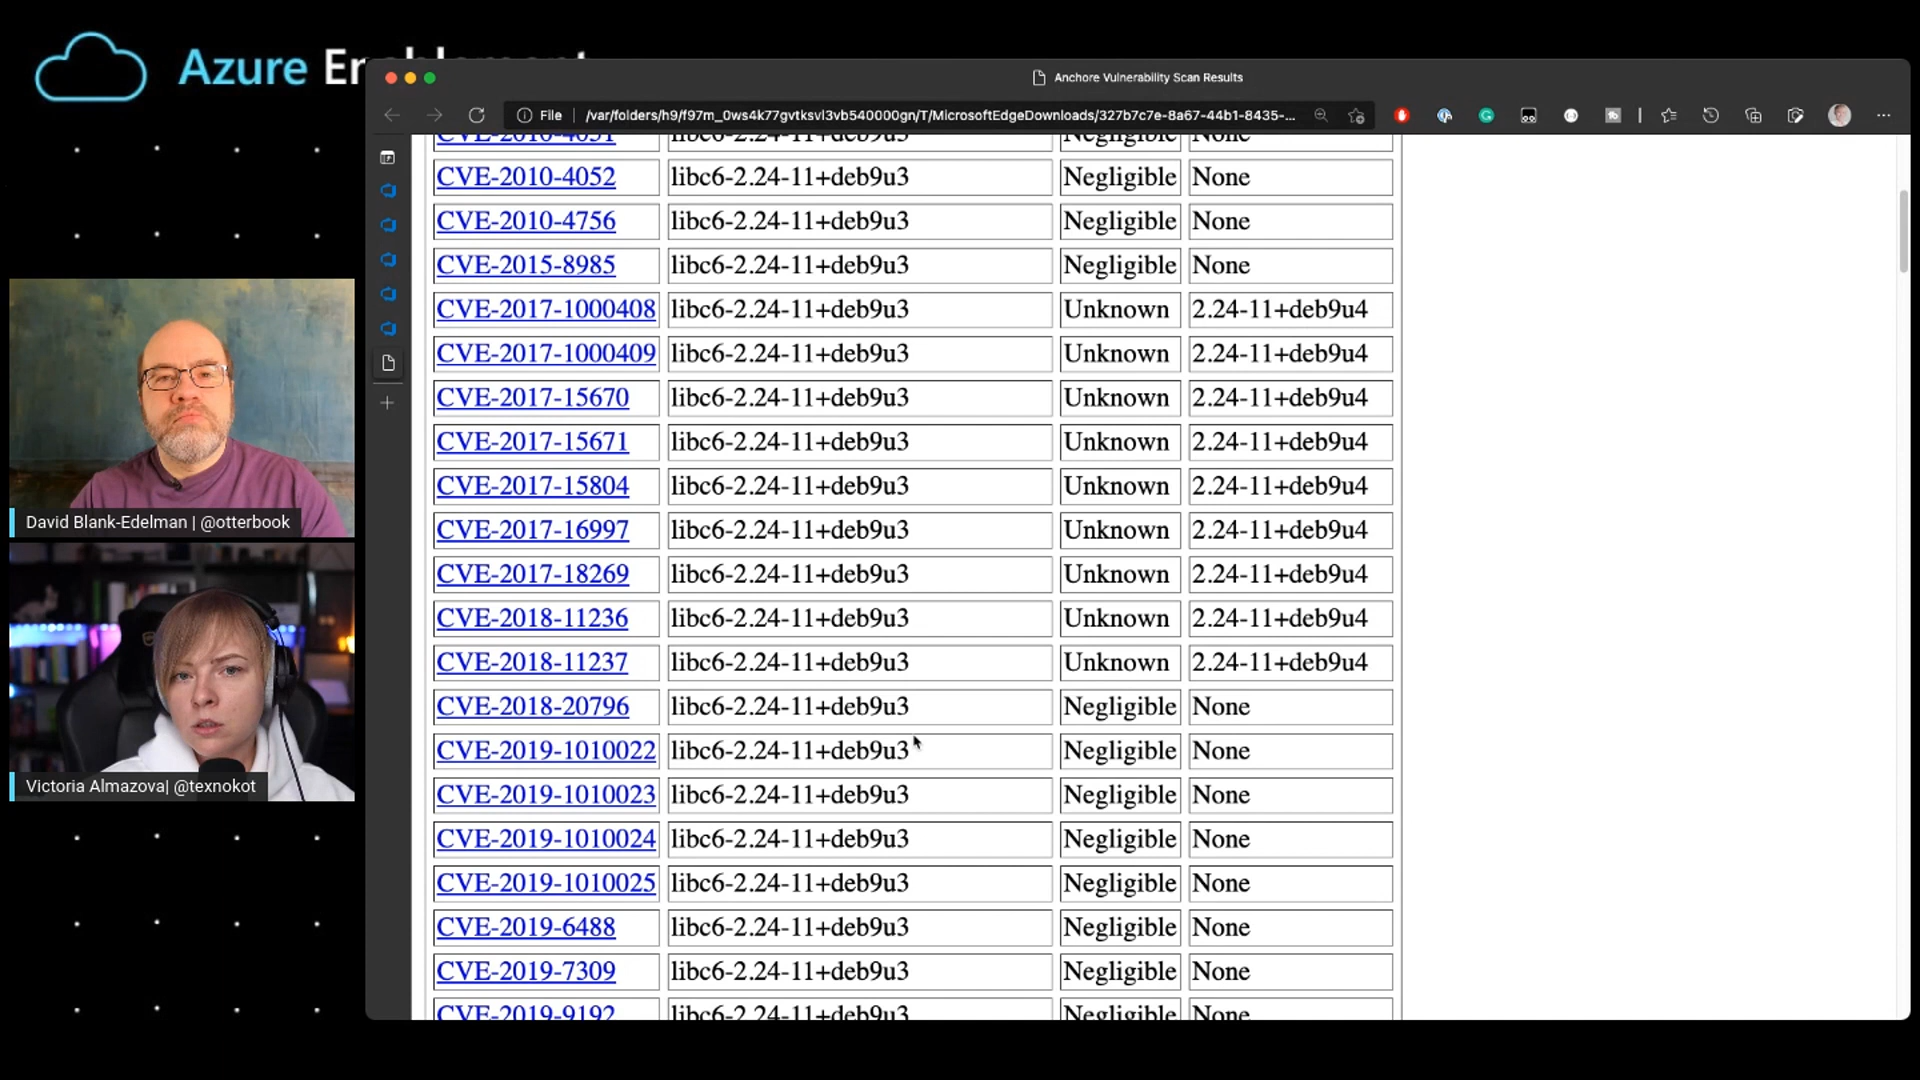 Azure
Anchore Vulnerability Scan Results
File /var/folders/h9/f97m_0ws4k77gvtksvl3vb540000gn/T/MicrosoftEdgeDownloads/327b7c7e-8a67-44b1-8435-...
libc6-2.24-11+deb9u3 Negligible None
CVE-2010-4052 libc6-2.24-11+deb9u3 Negligible None
CVE-2010-4756 libc6-2.24-11+deb9u3 Negligible None
CVE-2015-8985 libc6-2.24-11+deb9u3 Negligible None
CVE-2017-1000408 libc6-2.24-11+deb9u3 Unknown 2.24-11+deb9u4
CVE-2017-1000409 libc6-2.24-11+deb9u3 Unknown 2.24-11+deb9u4
CVE-2017-15670 libc6-2.24-11+deb9u3 Unknown 2.24-11+deb9u4
CVE-2017-15671 libc6-2.24-11+deb9u3 Unknown 2.24-11+deb9u4
CVE-2017-15804 libc6-2.24-11+deb9u3 Unknown 2.24-11+deb9u4
CVE-2017-16997 libc6-2.24-11+deb9u3 Unknown 2.24-11+deb9u4
CVE-2017-18269 libc6-2.24-11+deb9u3 Unknown 2.24-11+deb9u4
CVE-2018-11236 libc6-2.24-11+deb9u3 Unknown 2.24-11+deb9u4
CVE-2018-11237 libc6-2.24-11+deb9u3 Unknown 2.24-11+deb9u4
CVE-2018-20796 libc6-2.24-11+deb9u3 Negligible None
CVE-2019-1010022 libc6-2.24-11+deb9u3 Negligible None
CVE-2019-1010023 libc6-2.24-11+deb9u3 Negligible None
CVE-2019-1010024 libc6-2.24-11+deb9u3 Negligible None
CVE-2019-1010025 libc6-2.24-11+deb9u3 Negligible None
CVE-2019-6488 libc6-2.24-11+deb9u3 Negligible None
CVE-2019-7309 libc6-2.24-11+deb9u3 Negligible None
CVE-2019-9192 libc6-2.24-11+deb9u3 Negligible None
David Blank-Edelman | @otterbook
Victoria Almazova| @texnokot